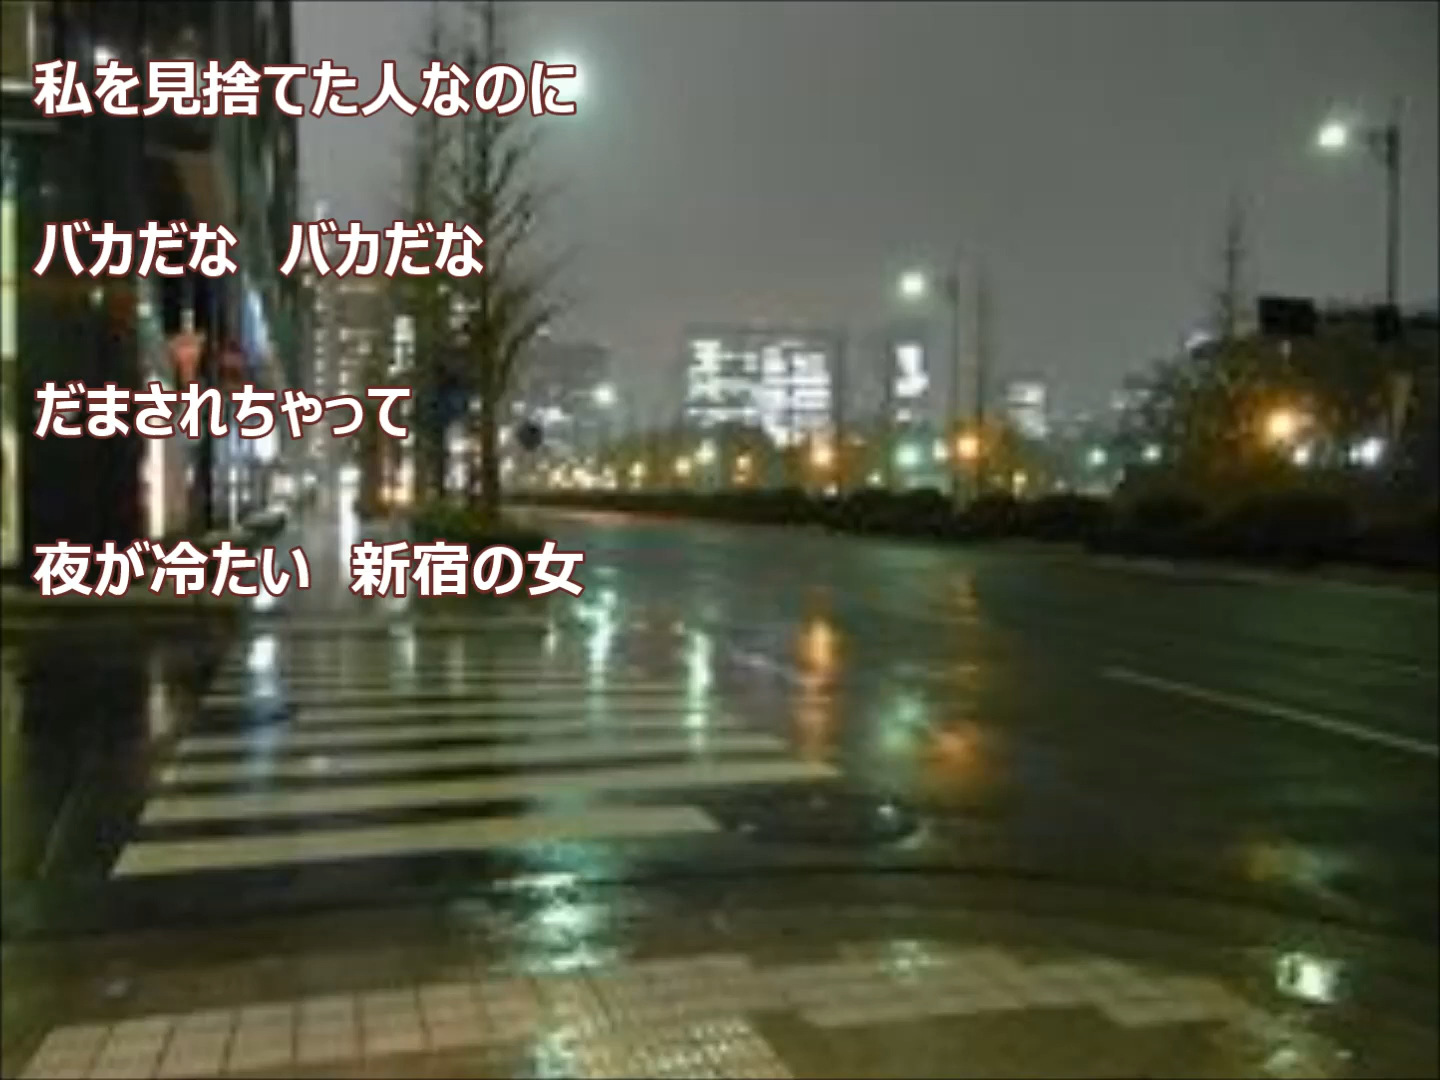 私を見捨てた人なのに
バカだな　バカだな
だまされちゃって
夜が冷たい　新宿の女